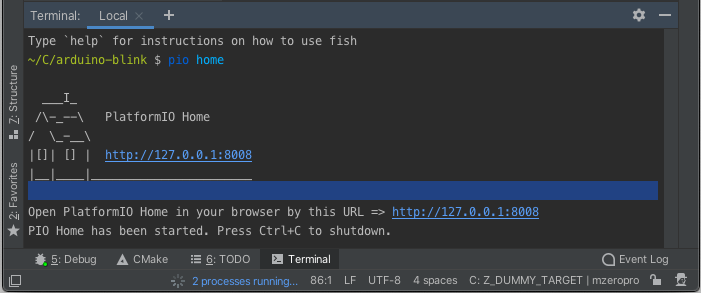 Terminal: Local × +
Type `help` for instructions on how to use fish
~/C/arduino-blink $ pio home
  ___I_
 /\-_--\   PlatformIO Home
/  \_-__\
|[]| [] |  http://127.0.0.1:8008
|__|____|_______________________
Open PlatformIO Home in your browser by this URL => http://127.0.0.1:8008
PIO Home has been started. Press Ctrl+C to shutdown.
7: Structure
2: Favorites
5: Debug CMake 6: TODO Terminal Event Log
2 processes running... 86:1 LF UTF-8 4 spaces C: Z_DUMMY_TARGET | mzeropro